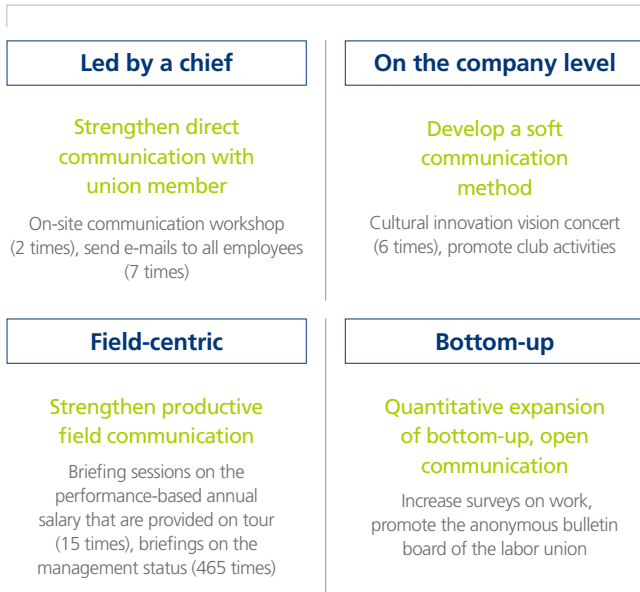 Led by a chief
Strengthen direct
communication with
union member
On-site communication workshop
(2 times), send e-mails to all employees
(7 times)
On the company level
Develop a soft
communication
method
Cultural innovation vision concert
(6 times), promote club activities
Field-centric
Strengthen productive
field communication
Briefing sessions on the
performance-based annual
salary that are provided on tour
(15 times), briefings on the
management status (465 times)
Bottom-up
Quantitative expansion
of bottom-up, open
communication
Increase surveys on work,
promote the anonymous bulletin
board of the labor union